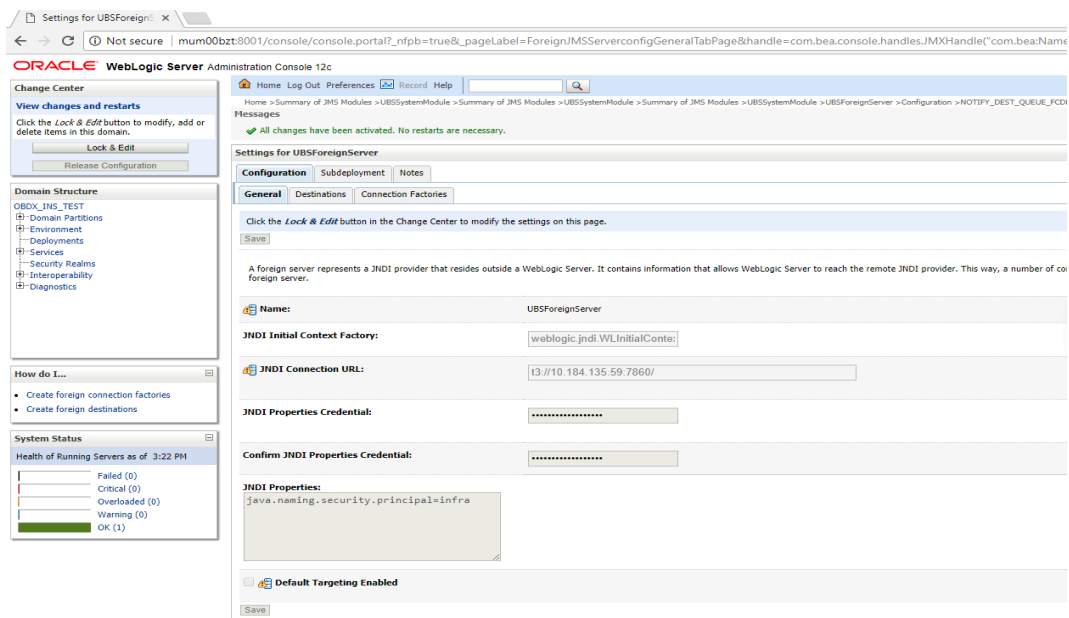 Settings for UBSForeignS
Not secure | mum00bzt:8001/console/console.portal?_nfpb=true&_pageLabel=ForeignJMSServerconfigGeneralTabPage&handle=com.bea.console.handles.JMXHandle("com.bea:Name
ORACLE WebLogic Server Administration Console 12c
Change Center
View changes and restarts
Click the Lock & Edit button to modify, add or
delete items in this domain.
Lock & Edit
Release Configuration
Domain Structure
OBDX_INS_TEST
Domain Partitions
Environment
Deployments
Services
Security Realms
Interoperability
Diagnostics
How do I...
Create foreign connection factories
Create foreign destinations
System Status
Health of Running Servers as of 3:22 PM
Failed (0)
Critical (0)
Overloaded (0)
Warning (0)
OK (1)
Home Log Out Preferences Record Help
Home >Summary of JMS Modules >UBSSystemModule >Summary of JMS Modules >UBSSystemModule >Summary of JMS Modules >UBSSystemModule >UBSForeignServer >Configuration >NOTIFY_DEST_QUEUE_FCD
Messages
All changes have been activated. No restarts are necessary.
Settings for UBSForeignServer
Configuration Subdeployment Notes
General Destinations Connection Factories
Click the Lock & Edit button in the Change Center to modify the settings on this page.
Save
A foreign server represents a JNDI provider that resides outside a WebLogic Server. It contains information that allows WebLogic Server to reach the remote JNDI provider. This way, a number of co
foreign server.
Name: UBSForeignServer
JNDI Initial Context Factory: weblogic.jndi.WLInitialConte
JNDI Connection URL: t3://10.184.135.59:7860/
JNDI Properties Credential: ••••••••••••••••••
Confirm JNDI Properties Credential: ••••••••••••••••••
JNDI Properties:
java.naming.security.principal=infra
Default Targeting Enabled
Save